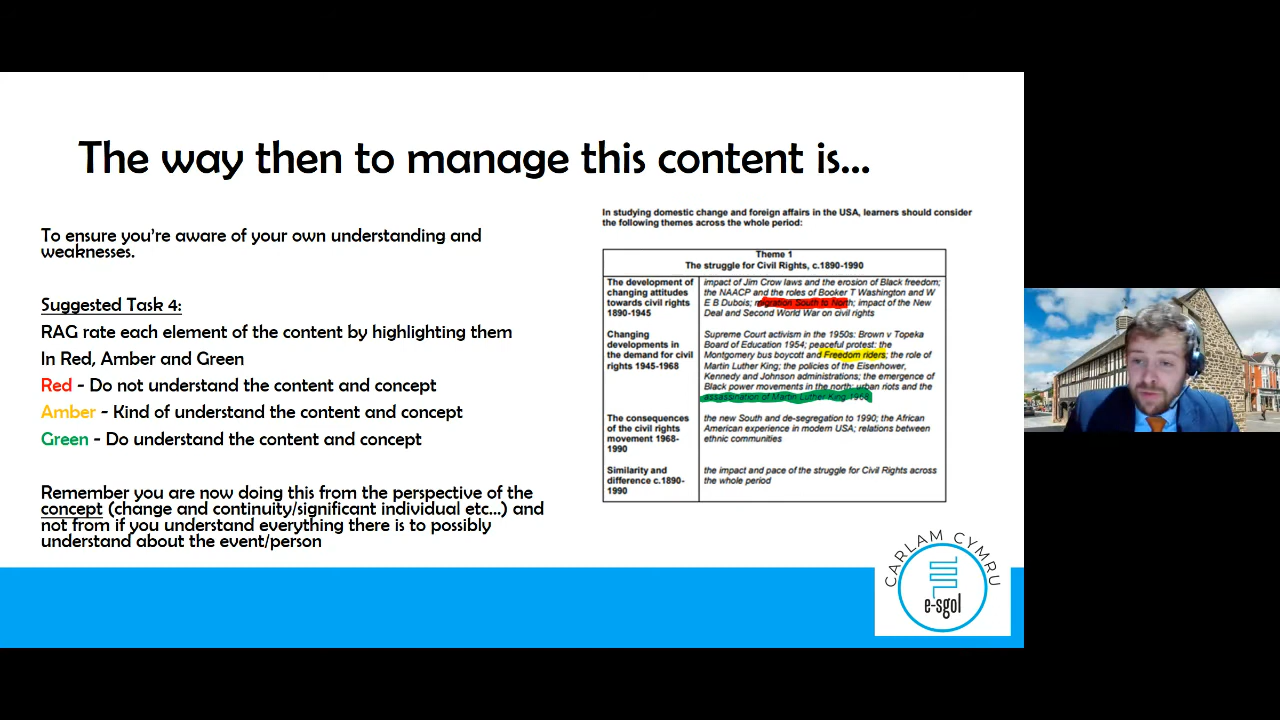 The way then to manage this content is...
To ensure you're aware of your own understanding and
weaknesses.
Suggested Task 4:
RAG rate each element of the content by highlighting them
In Red, Amber and Green
Red - Do not understand the content and concept
Amber - Kind of understand the content and concept
Green - Do understand the content and concept
Remember you are now doing this from the perspective of the
concept (change and continuity/significant individual etc...) and
not from if you understand everything there is to possibly
understand about the event/person
In studying domestic change and foreign affairs in the USA, learners should consider
the following themes across the whole period:
Theme 1
The struggle for Civil Rights, c.1890-1990
The development of
changing attitudes
towards civil rights
1890-1945
impact of Jim Crow laws and the erosion of Black freedom;
the NAACP and the roles of Booker T Washington and W
E B Dubois; migration South to North; impact of the New
Deal and Second World War on civil rights
Changing
developments in
the demand for civil
rights 1945-1968
Supreme Court activism in the 1950s: Brown v Topeka
Board of Education 1954; peaceful protest: the
Montgomery bus boycott and Freedom riders; the role of
Martin Luther King; the policies of the Eisenhower,
Kennedy and Johnson administrations; the emergence of
Black power movements in the north; urban riots and the
assassination of Martin Luther King 1968
The consequences
of the civil rights
movement 1968-
1990
the new South and de-segregation to 1990; the African
American experience in modern USA; relations between
ethnic communities
Similarity and
difference c.1890-
1990
the impact and pace of the struggle for Civil Rights across
the whole period
CARLAM CYMRU
e-sgol